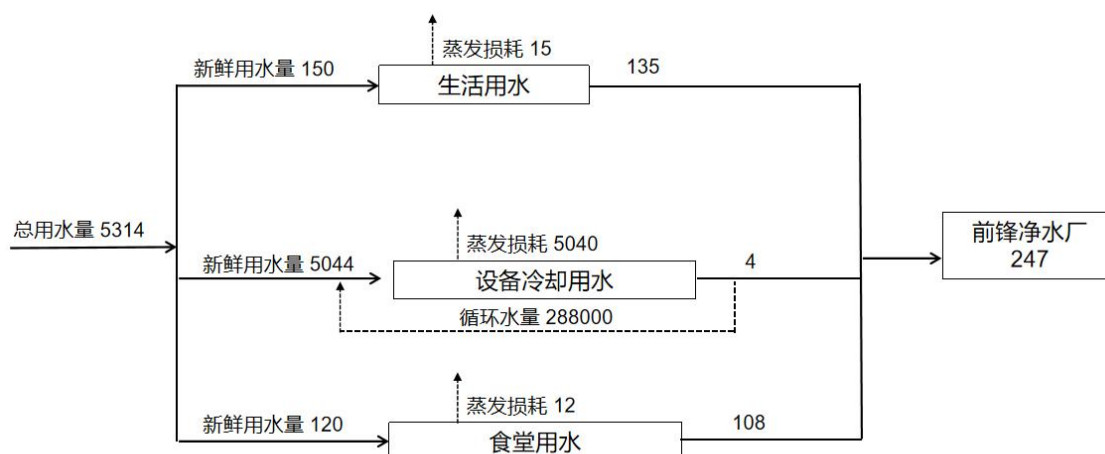 蒸发损耗 15
新鲜用水量 150
生活用水
135
总用水量 5314
蒸发损耗 5040
新鲜用水量 5044
设备冷却用水
4
循环水量 288000
前锋净水厂
247
蒸发损耗 12
新鲜用水量 120
食堂用水
108